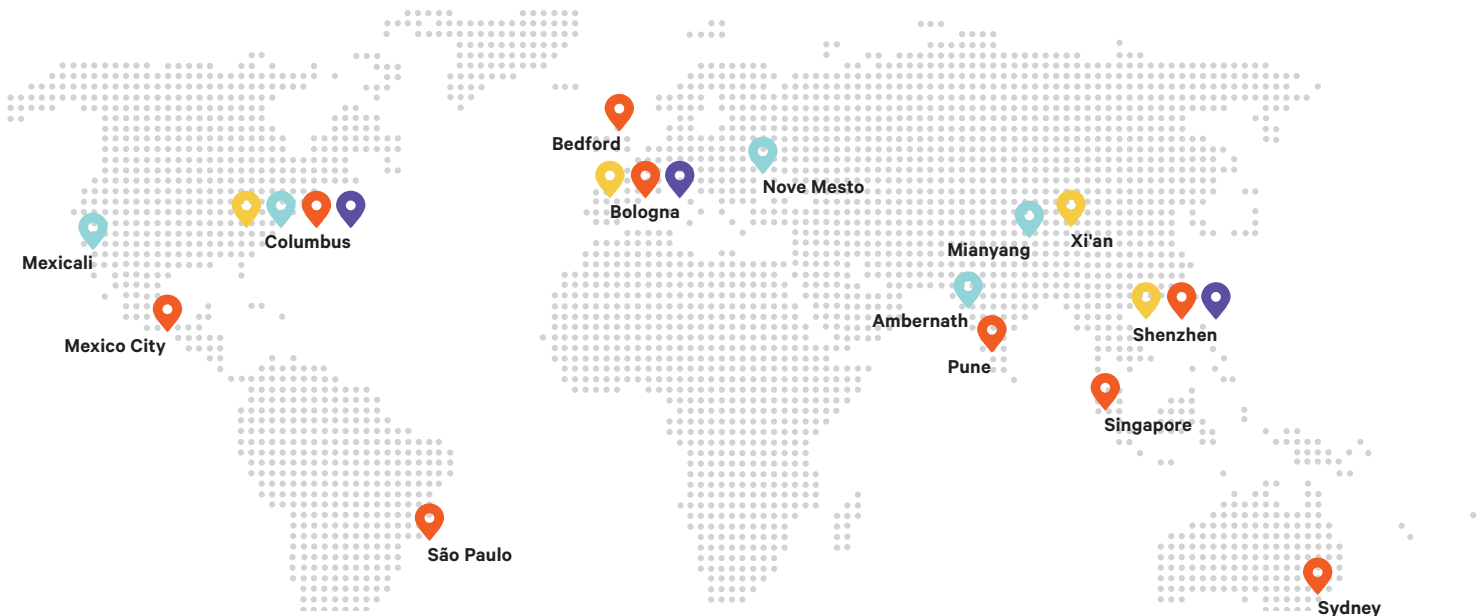 Bedford
Nove Mesto
Bologna
Columbus
Xi'an
Mianyang
Mexicali
Ambernath
Shenzhen
Mexico City
Pune
Singapore
São Paulo
Sydney